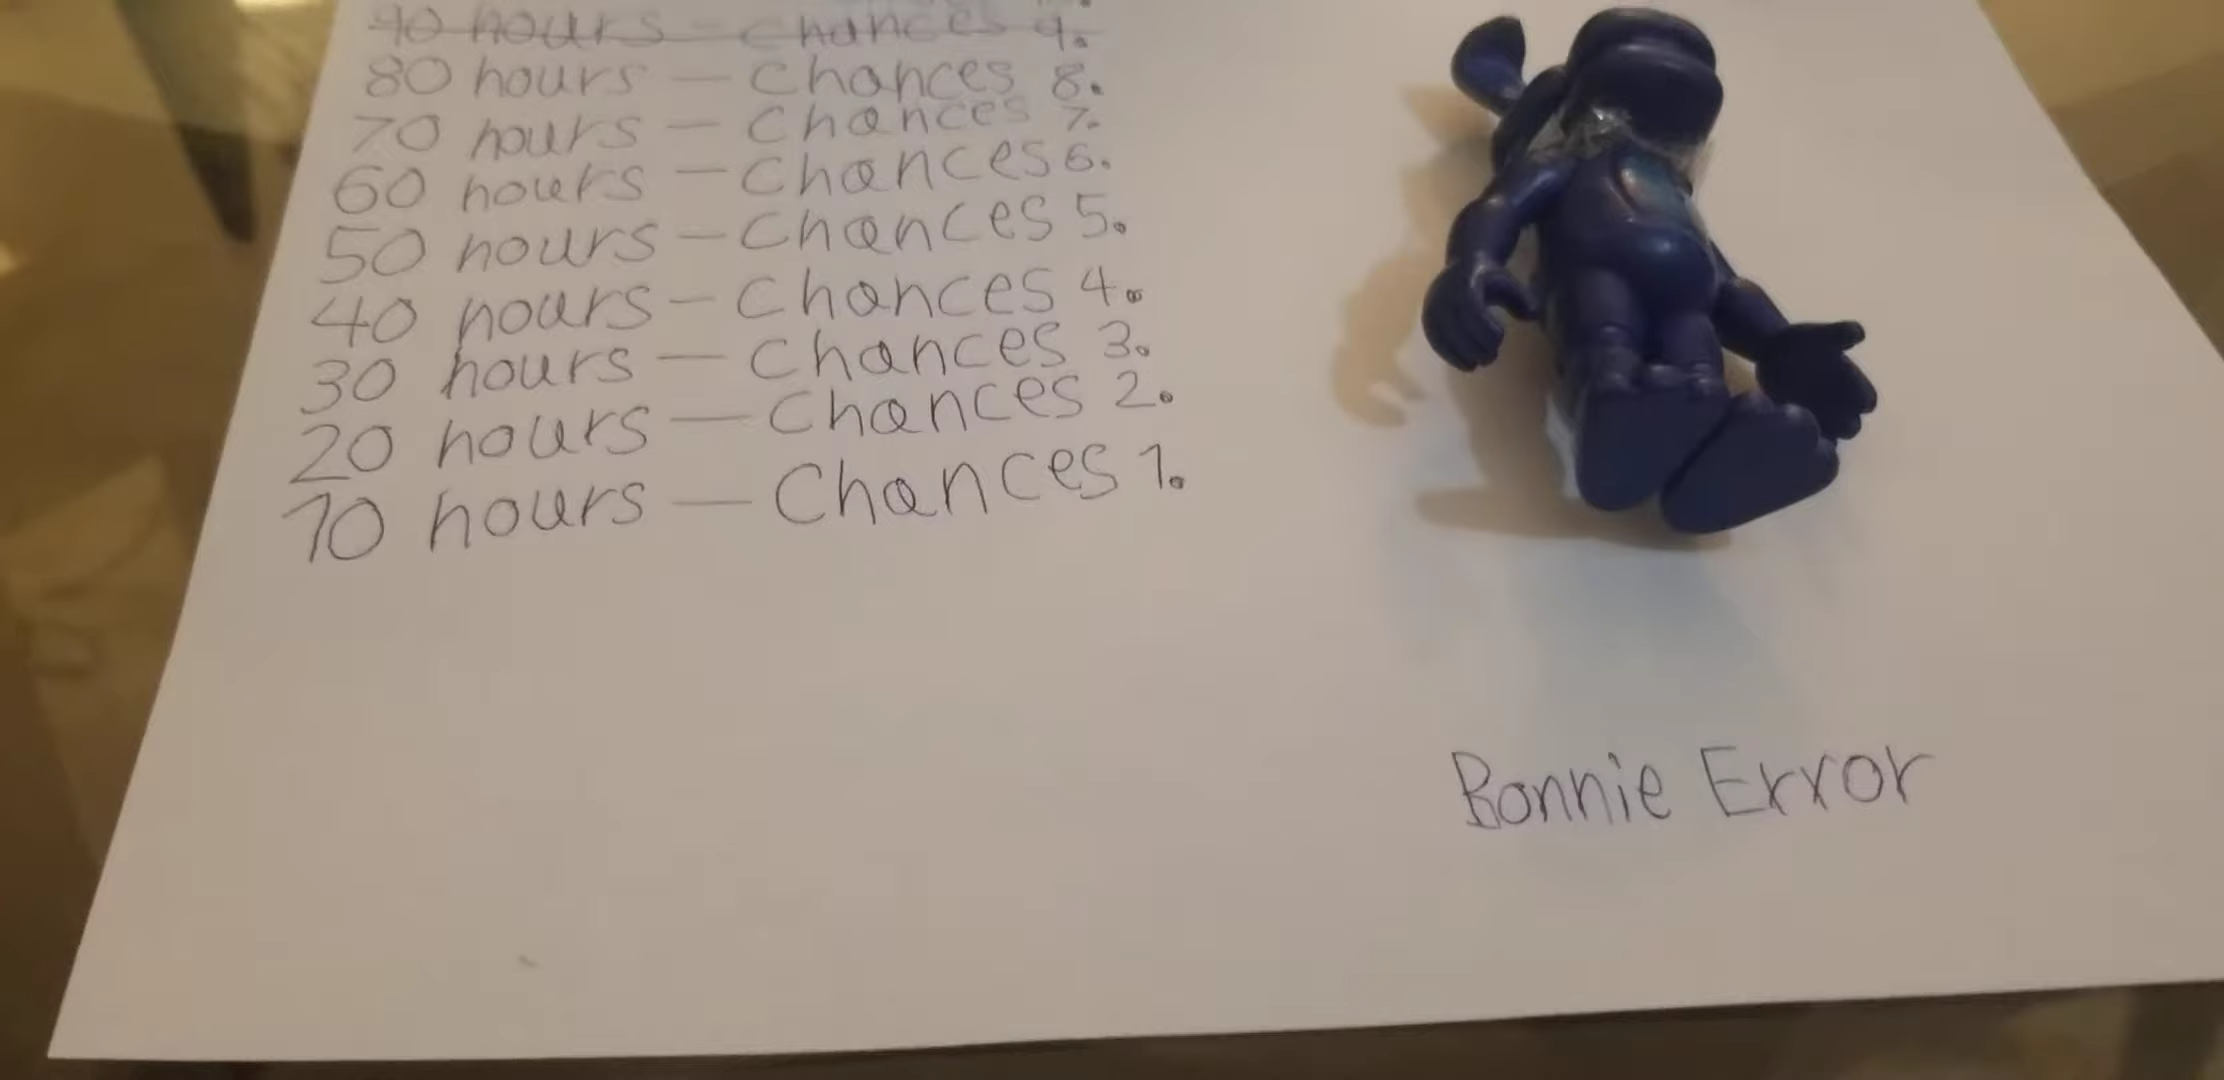 90 hours - chances 9.
80 hours - Chances 8.
70 hours - Chances 7.
60 hours - Chances 6.
50 hours - Chances 5.
40 hours - Chances 4.
30 hours - Chances 3.
20 hours - Chances 2.
10 hours - Chances 1.
Bonnie Error